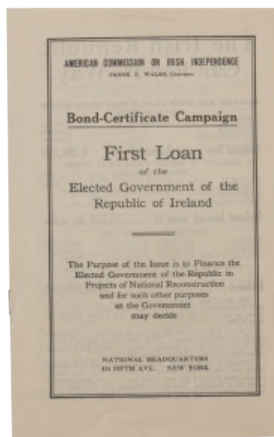 AMERICAN COMMISSION ON IRISH INDEPENDENCE
FRANK P. WALSH, Chairman
Bond-Certificate Campaign
First Loan
of the
Elected Government of the
Republic of Ireland
The Purpose of the Issue is to Finance the
Elected Government of the Republic in
Projects of National Reconstruction
and for such other purposes
as the Government
may decide
NATIONAL HEADQUARTERS
411 FIFTH AVE. NEW YORK